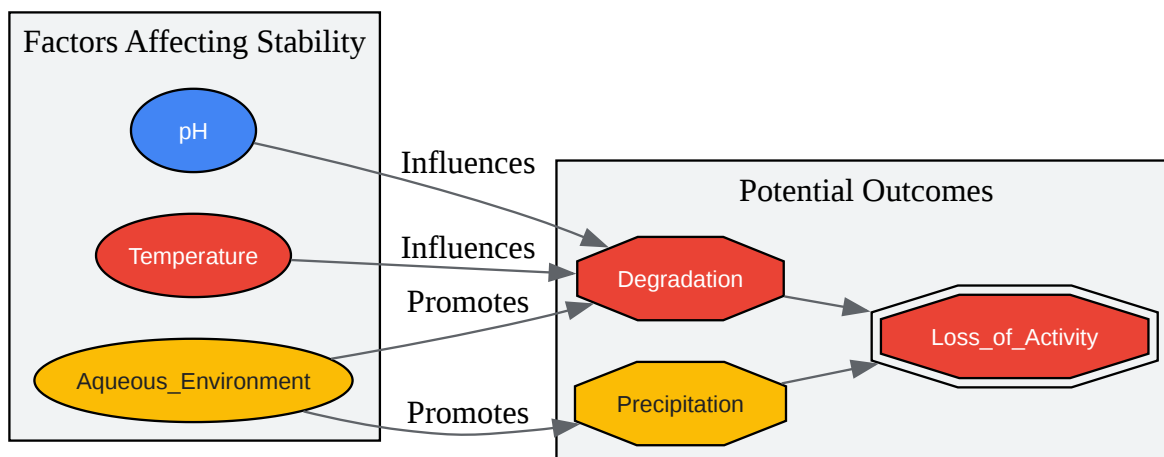 Factors Affecting Stability
pH
Temperature
Aqueous_Environment
Influences
Influences
Promotes
Promotes
Potential Outcomes
Degradation
Precipitation
Loss_of_Activity